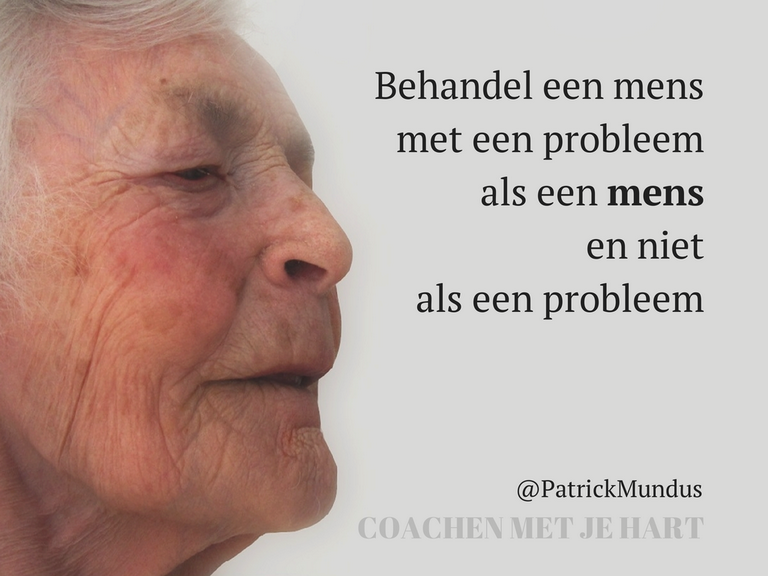 Behandel een mens
met een probleem
als een mens
en niet
als een probleem
@PatrickMundus
COACHEN MET JE HART